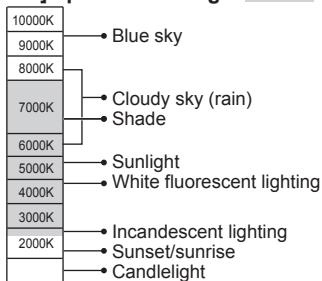 10000K
9000K
Blue sky
8000K
7000K
Cloudy sky (rain)
Shade
6000K
5000K
Sunlight
4000K
White fluorescent lighting
3000K
Incandescent lighting
2000K
Sunset/sunrise
Candlelight